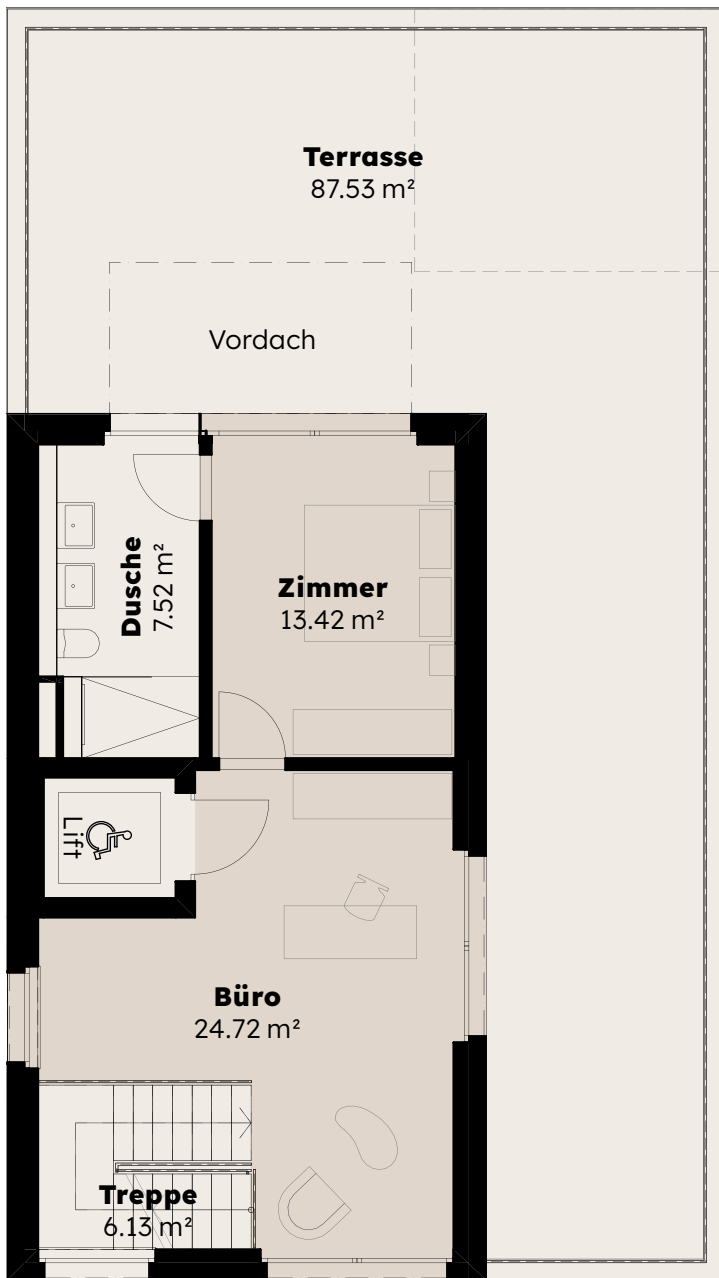 Terrasse
87.53 m²
Vordach
Dusche
7.52 m²
Zimmer
13.42 m²
Lift
Büro
24.72 m²
Treppe
6.13 m²